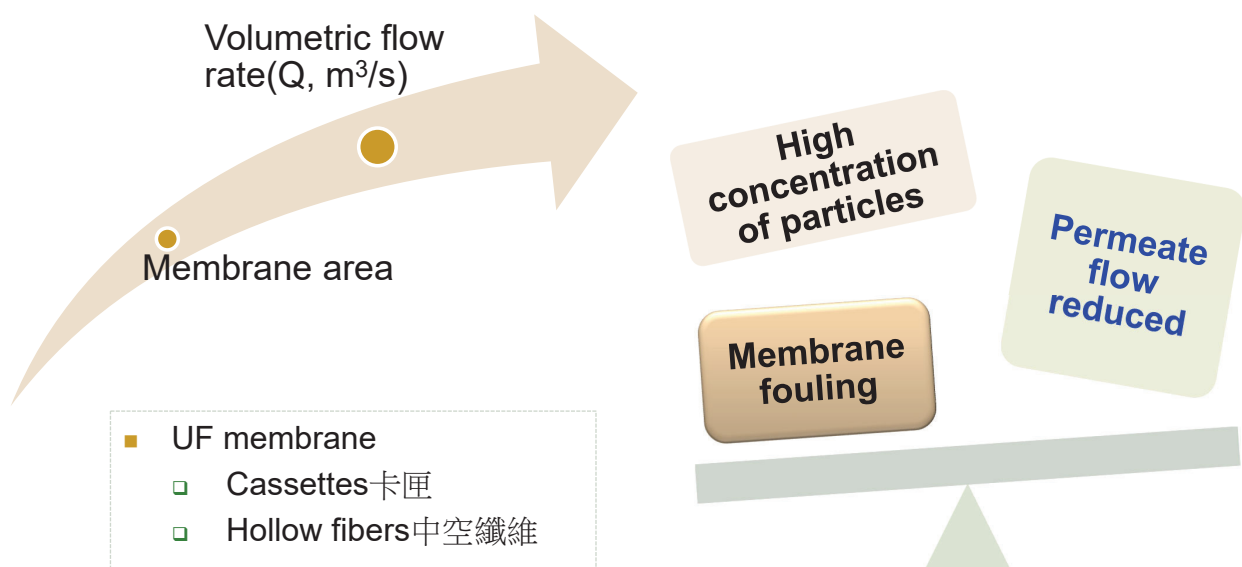 Volumetric flow
rate(Q, m³/s)
Membrane area
UF membrane
Cassettes卡匣
Hollow fibers中空纖維
High
concentration
of particles
Membrane
fouling
Permeate
flow
reduced